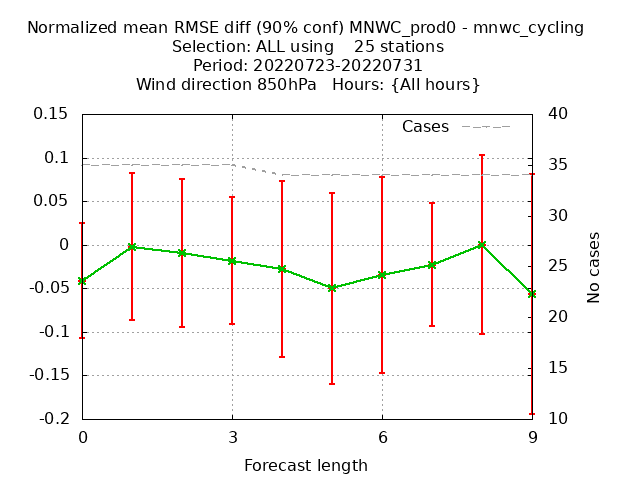 Normalized mean RMSE diff (90% conf) MNWC_prod0 - mnwc_cycling
Selection: ALL using    25 stations
Period: 20220723-20220731
Wind direction 850hPa   Hours: {All hours}
0.15
0.1
0.05
0
-0.05
-0.1
-0.15
-0.2
Cases
40
35
30
25
20
15
10
No cases
0 3 6 9
Forecast length